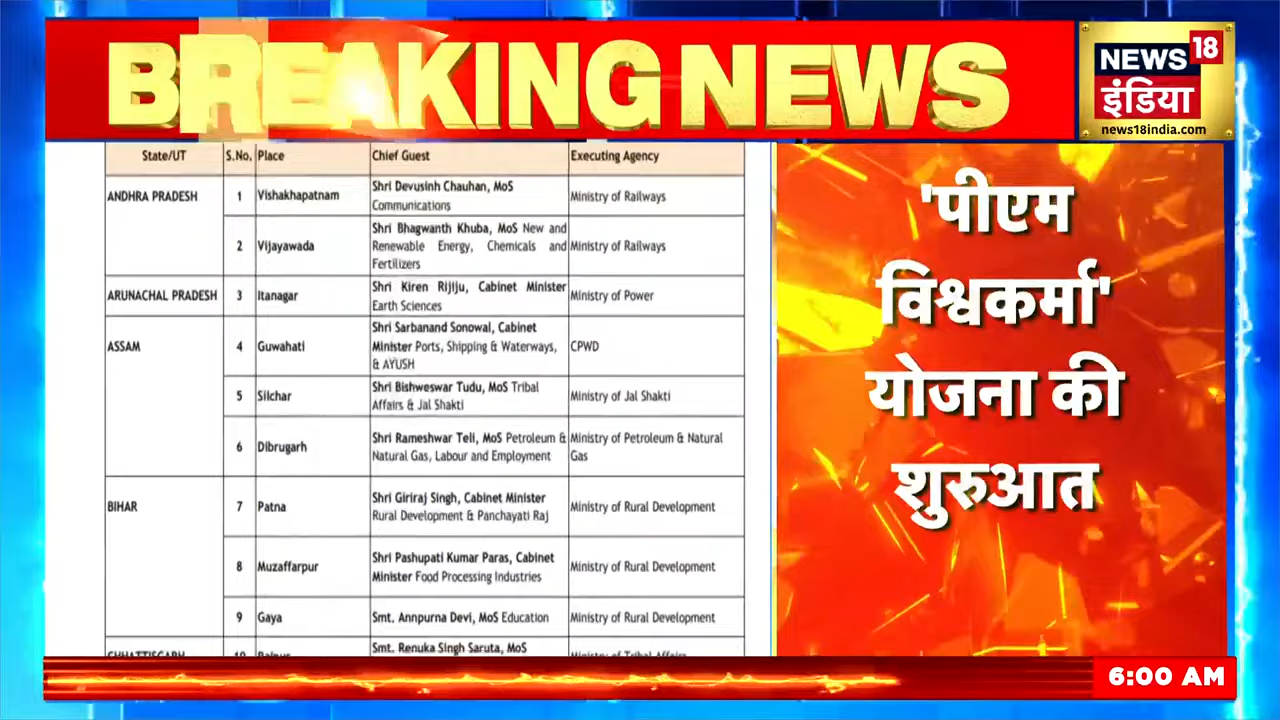 BREAKING NEWS
NEWS 18
इंडिया
news18india.com
State/UT S.No. Place Chief Guest Executing Agency
ANDHRA PRADESH 1 Vishakhapatnam Shri Devusinh Chauhan, MoS Communications Ministry of Railways
2 Vijayawada Shri Bhagwanth Khuba, MoS New and Renewable Energy, Chemicals and Fertilizers Ministry of Railways
ARUNACHAL PRADESH 3 Itanagar Shri Kiren Rijiju, Cabinet Minister Earth Sciences Ministry of Power
ASSAM 4 Guwahati Shri Sarbanand Sonowal, Cabinet Minister Ports, Shipping & Waterways, & AYUSH CPWD
5 Silchar Shri Bishweswar Tudu, MoS Tribal Affairs & Jal Shakti Ministry of Jal Shakti
6 Dibrugarh Shri Rameshwar Teli, MoS Petroleum & Natural Gas, Labour and Employment Ministry of Petroleum & Natural Gas
BIHAR 7 Patna Shri Giriraj Singh, Cabinet Minister Rural Development & Panchayati Raj Ministry of Rural Development
8 Muzaffarpur Shri Pashupati Kumar Paras, Cabinet Minister Food Processing Industries Ministry of Rural Development
9 Gaya Smt. Annpurna Devi, MoS Education Ministry of Rural Development
Smt. Renuka Singh Saruta, MoS
'पीएम
विश्वकर्मा'
योजना की
शुरुआत
6:00 AM